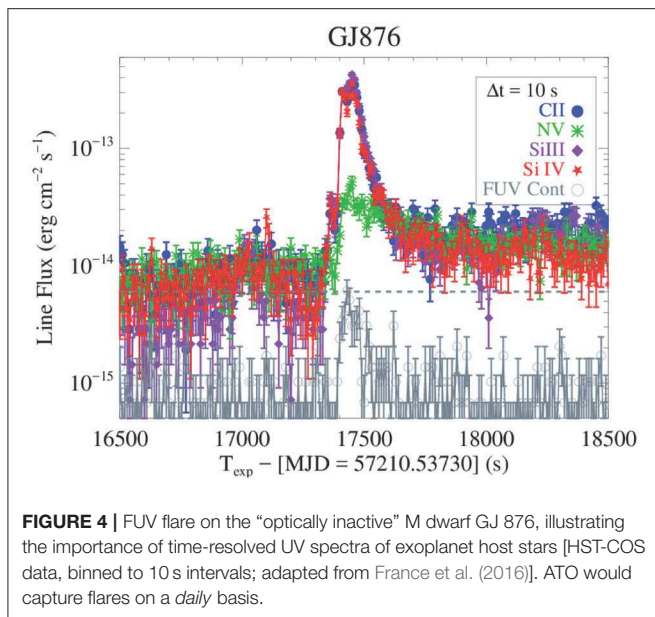 GJ876
Δt = 10 s
CII
NV
SiIII
Si IV
FUV Cont
Line Flux (erg cm⁻² s⁻¹)
10⁻¹³
10⁻¹⁴
10⁻¹⁵
16500 17000 17500 18000 18500
T_exp − [MJD = 57210.53730] (s)
FIGURE 4 | FUV flare on the “optically inactive” M dwarf GJ 876, illustrating
the importance of time-resolved UV spectra of exoplanet host stars [HST-COS
data, binned to 10 s intervals; adapted from France et al. (2016)]. ATO would
capture flares on a daily basis.